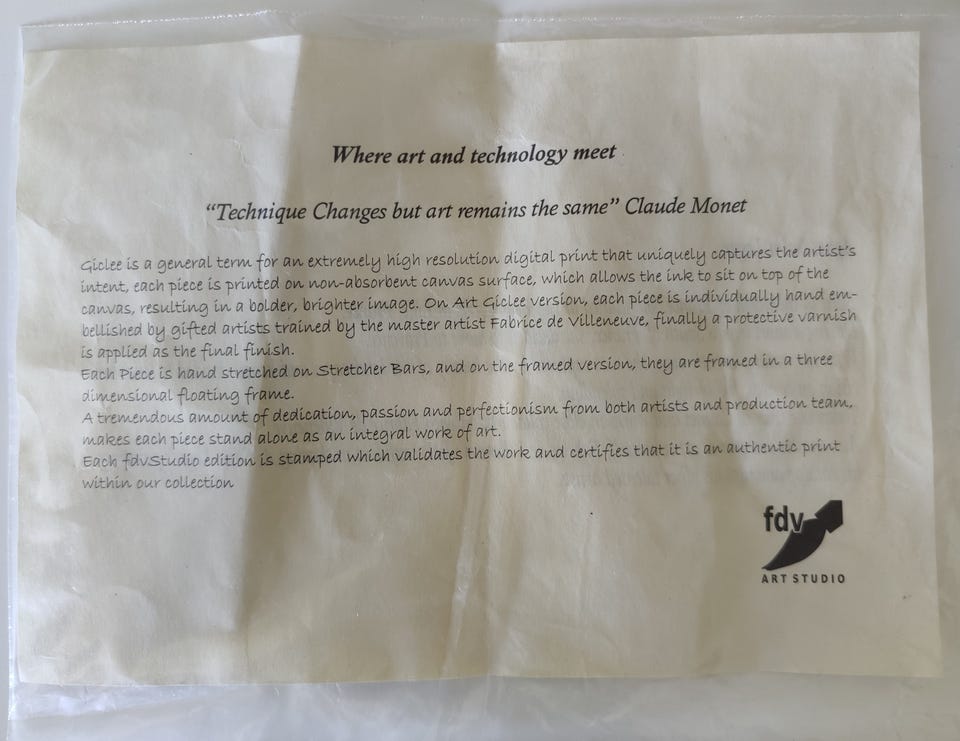 Where art and technology meet
“Technique Changes but art remains the same” Claude Monet
Giclee is a general term for an extremely high resolution digital print that uniquely captures the artist's
intent, each piece is printed on non-absorbent canvas surface, which allows the ink to sit on top of the
canvas, resulting in a bolder, brighter image. On Art Giclee version, each piece is individually hand em-
bellished by gifted artists trained by the master artist Fabrice de Villeneuve, finally a protective varnish
is applied as the final finish.
Each Piece is hand stretched on Stretcher Bars, and on the framed version, they are framed in a three
dimensional floating frame.
A tremendous amount of dedication, passion and perfectionism from both artists and production team,
makes each piece stand alone as an integral work of art.
Each fdvStudio edition is stamped which validates the work and certifies that it is an authentic print
within our collection
fdv
ART STUDIO